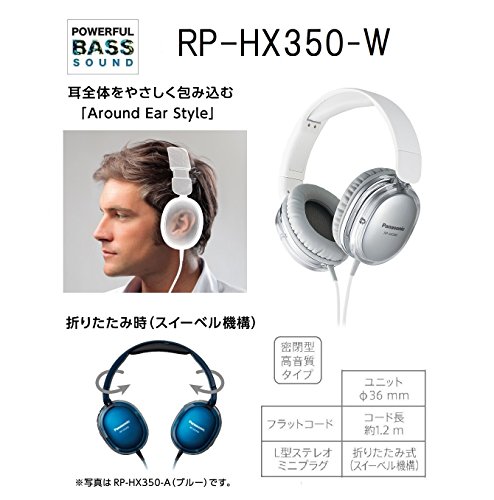 POWERFUL
BASS
SOUND
RP-HX350-W
耳全体をやさしく包み込む
「Around Ear Style」
Panasonic
折りたたみ時(スイーベル機構)
密閉型
高音質
タイプ
ユニット
φ36 mm
フラットコード
コード長
約1.2 m
L型ステレオ
ミニプラグ
折りたたみ式
(スイーベル機構)
Panasonic
Panasonic
※写真は RP-HX350-A(ブルー)です。